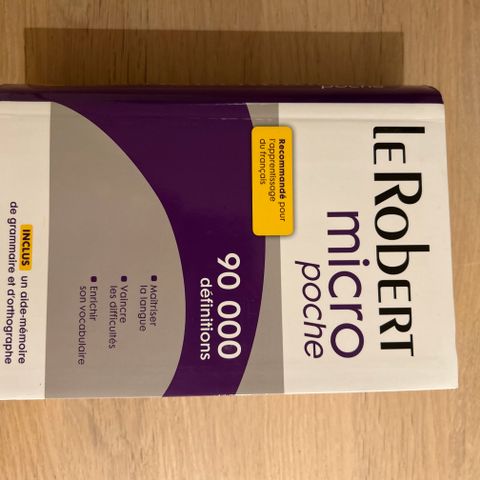 le Robert
micro
poche
Recommandé pour
l'apprentissage
du français
90 000
définitions
■ Maîtriser
la langue
■ Vaincre
les difficultés
■ Enrichir
son vocabulaire
INCLUS un aide-mémoire
de grammaire et d'orthographe
poche